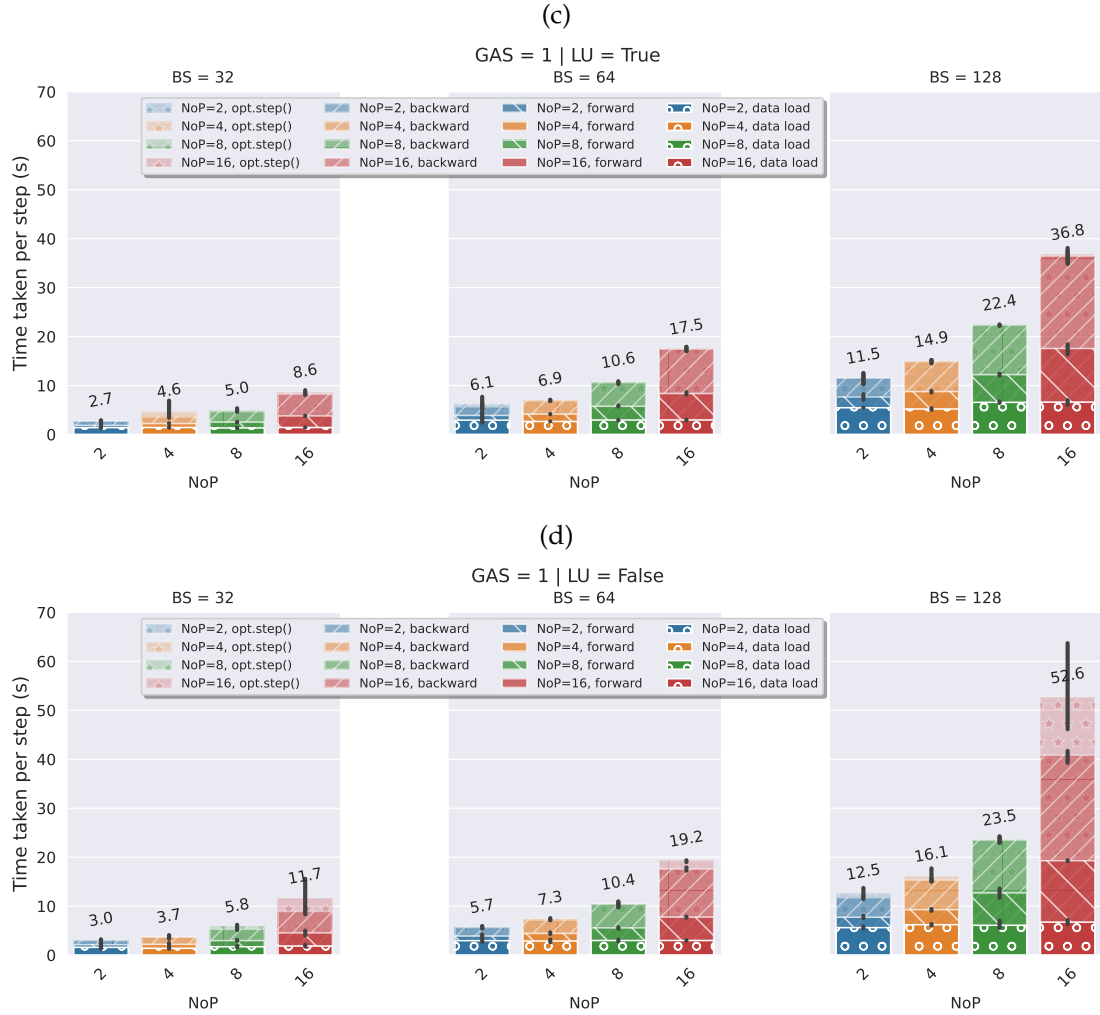 (c)
GAS = 1 | LU = True
BS = 32 BS = 64 BS = 128
NoP=2, opt.step() NoP=2, backward NoP=2, forward NoP=2, data load
NoP=4, opt.step() NoP=4, backward NoP=4, forward NoP=4, data load
NoP=8, opt.step() NoP=8, backward NoP=8, forward NoP=8, data load
NoP=16, opt.step() NoP=16, backward NoP=16, forward NoP=16, data load
Time taken per step (s)
70
60
50
40
30
20
10
0
2.7 4.6 5.0 8.6
6.1 6.9 10.6 17.5
11.5 14.9 22.4 36.8
2 4 8 16 2 4 8 16 2 4 8 16
NoP NoP NoP
(d)
GAS = 1 | LU = False
BS = 32 BS = 64 BS = 128
NoP=2, opt.step() NoP=2, backward NoP=2, forward NoP=2, data load
NoP=4, opt.step() NoP=4, backward NoP=4, forward NoP=4, data load
NoP=8, opt.step() NoP=8, backward NoP=8, forward NoP=8, data load
NoP=16, opt.step() NoP=16, backward NoP=16, forward NoP=16, data load
Time taken per step (s)
70
60
50
40
30
20
10
0
3.0 3.7 5.8 11.7
5.7 7.3 10.4 19.2
12.5 16.1 23.5 52.6
2 4 8 16 2 4 8 16 2 4 8 16
NoP NoP NoP